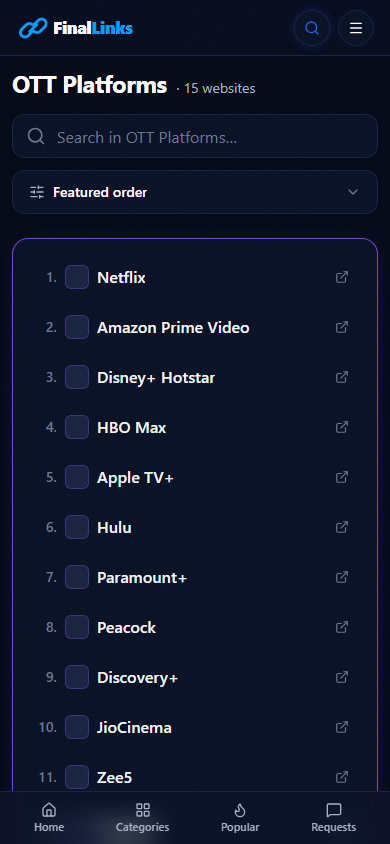 FinalLinks
OTT Platforms · 15 websites
Search in OTT Platforms...
Featured order
1. Netflix
2. Amazon Prime Video
3. Disney+ Hotstar
4. HBO Max
5. Apple TV+
6. Hulu
7. Paramount+
8. Peacock
9. Discovery+
10. JioCinema
11. Zee5
Home Categories Popular Requests